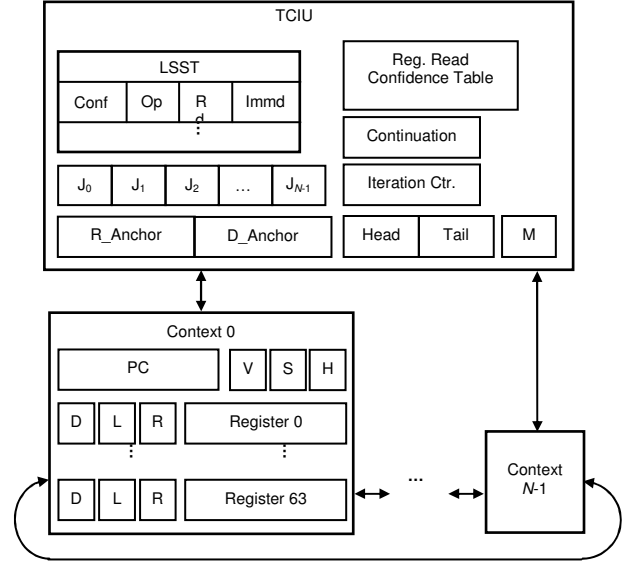 TCIU
LSST
Conf Op Rd Immd
⋮
Reg. Read
Confidence Table
Continuation
Iteration Ctr.
J0 J1 J2 … JN-1
R_Anchor D_Anchor
Head Tail M
Context 0
PC V S H
D L R Register 0
⋮ ⋮
D L R Register 63
...
Context
N-1